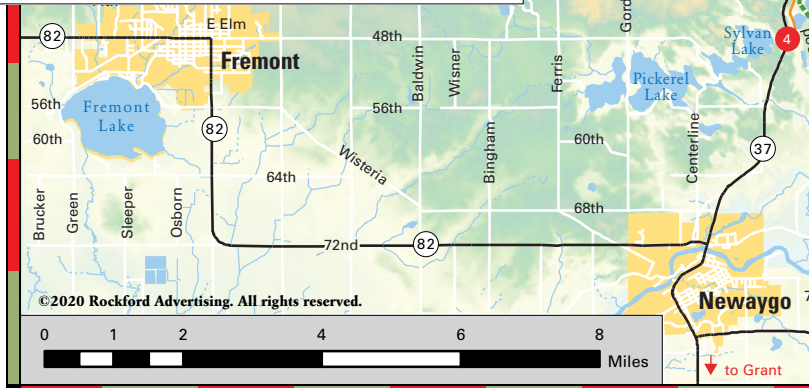 82
E Elm
Fremont
48th
Baldwin
Wisner
Ferris
Sylvan
Lake
4
Pickerel
Lake
56th
Fremont
Lake
56th
60th
82
60th
Wisteria
Bingham
Centerline
37
64th
Brucker
Green
Sleeper
Osborn
68th
72nd
82
©2020 Rockford Advertising. All rights reserved.
Newaygo
0 1 2 4 6 8
Miles
to Grant